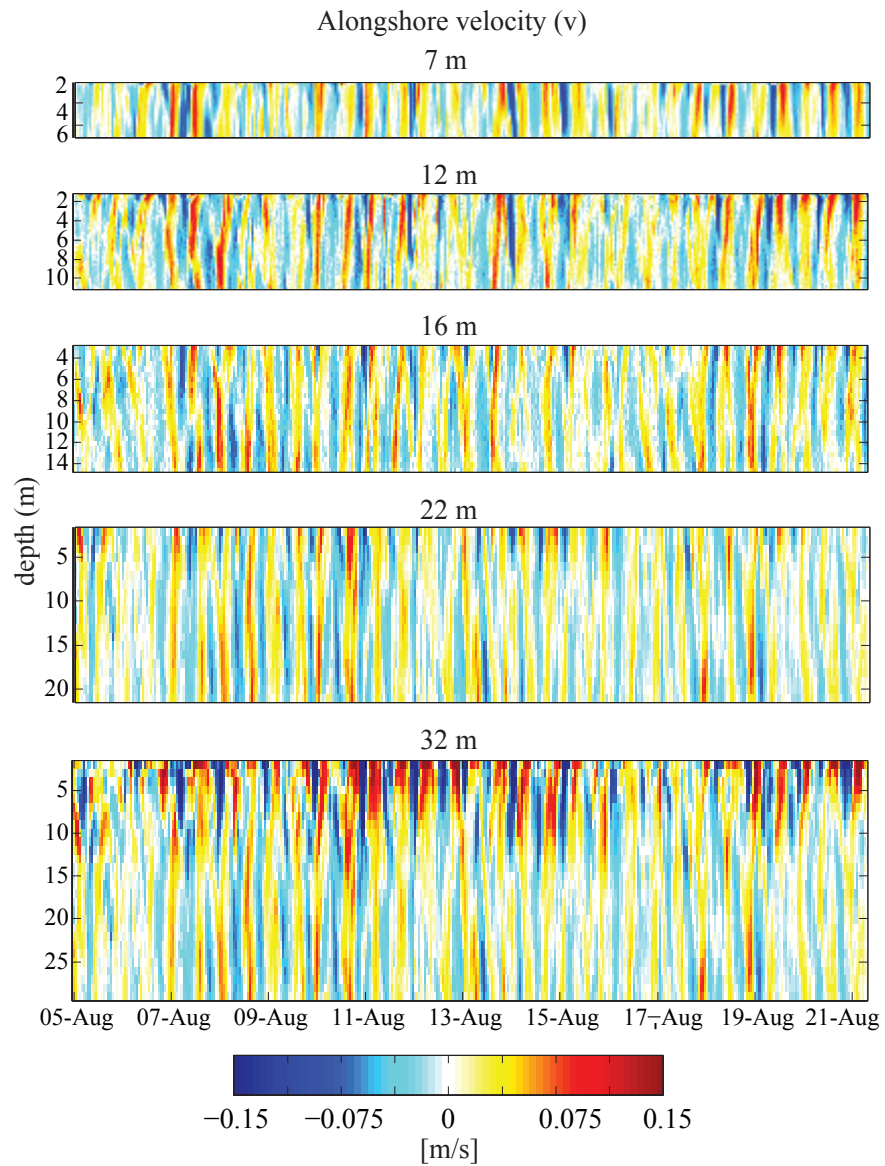 Alongshore velocity (v)
7 m
2
4
6
12 m
2
4
6
8
10
16 m
4
6
8
10
12
14
22 m
5
10
15
20
depth (m)
32 m
5
10
15
20
25
05-Aug 07-Aug 09-Aug 11-Aug 13-Aug 15-Aug 17-Aug 19-Aug 21-Aug
−0.15 −0.075 0 0.075 0.15
[m/s]